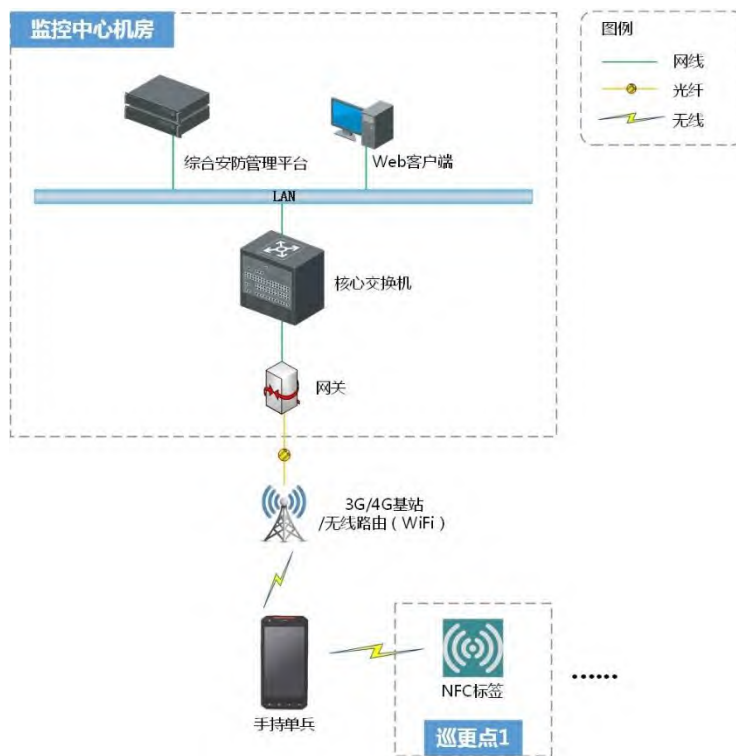 监控中心机房
图例
网线
光纤
无线
综合安防管理平台
Web客户端
LAN
核心交换机
网关
3G/4G基站
/无线路由（WiFi）
手持单兵
NFC标签
......
巡更点1